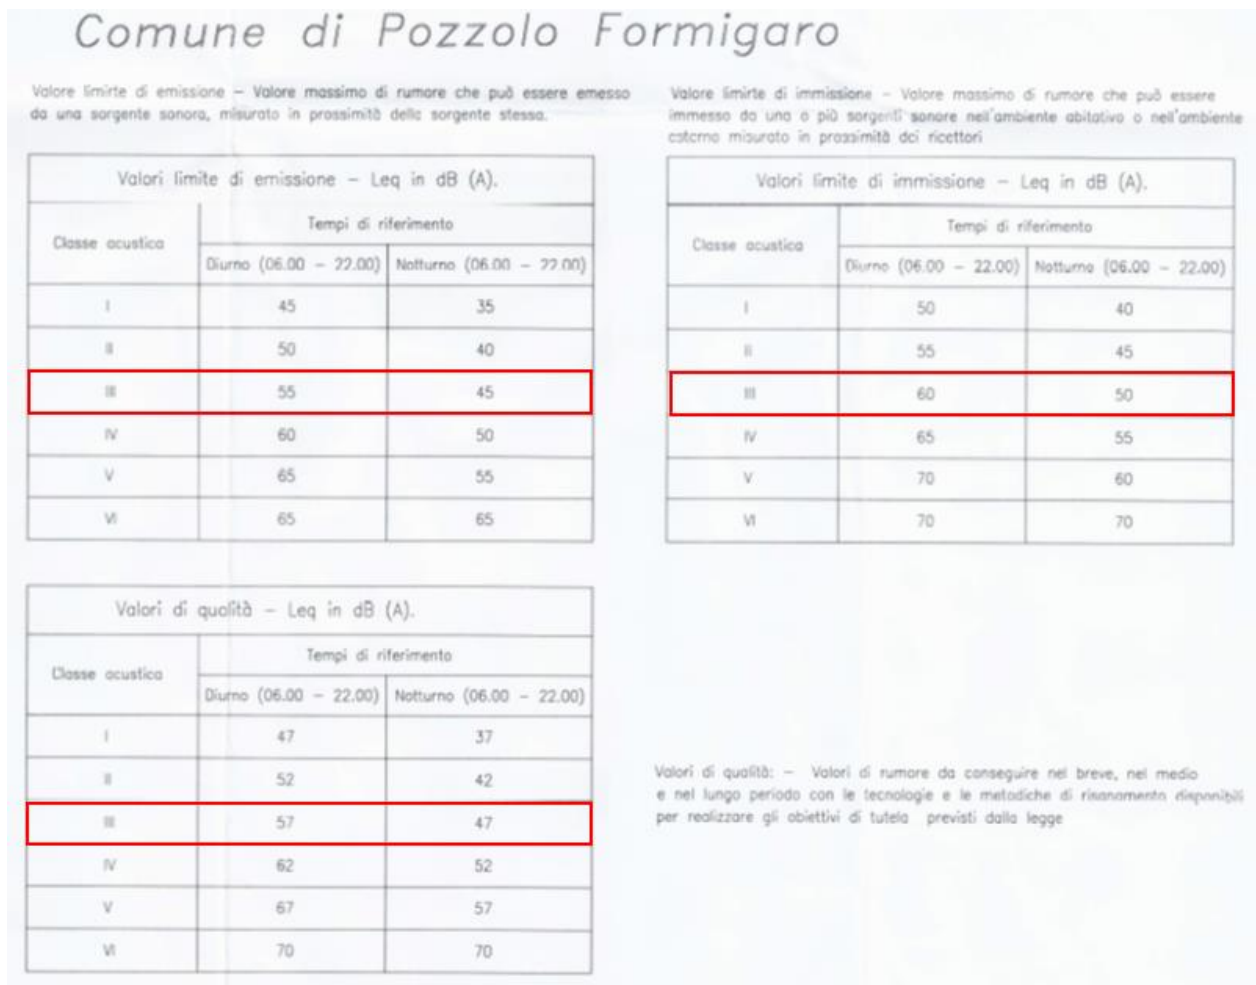 Comune di Pozzolo Formigaro
Valore limirte di emissione – Valore massimo di rumore che può essere emesso
da una sorgente sonora, misurato in prossimità della sorgente stessa.
Valore limirte di immissione – Valore massimo di rumore che può essere
immesso da una o più sorgenti sonore nell'ambiente abitativo o nell'ambiente
esterno misurato in prossimità dei ricettori
Valori limite di emissione – Leq in dB (A).
Classe acustica
Tempi di riferimento
Diurno (06.00 – 22.00) Notturno (06.00 – 22.00)
I 45 35
II 50 40
III 55 45
IV 60 50
V 65 55
VI 65 65
Valori limite di immissione – Leq in dB (A).
Classe acustica
Tempi di riferimento
Diurno (06.00 – 22.00) Notturno (06.00 – 22.00)
I 50 40
II 55 45
III 60 50
IV 65 55
V 70 60
VI 70 70
Valori di qualità – Leq in dB (A).
Classe acustica
Tempi di riferimento
Diurno (06.00 – 22.00) Notturno (06.00 – 22.00)
I 47 37
II 52 42
III 57 47
IV 62 52
V 67 57
VI 70 70
Valori di qualità: – Valori di rumore da conseguire nel breve, nel medio
e nel lungo periodo con le tecnologie e le metodiche di risanamento disponibili
per realizzare gli obiettivi di tutela previsti dalla legge